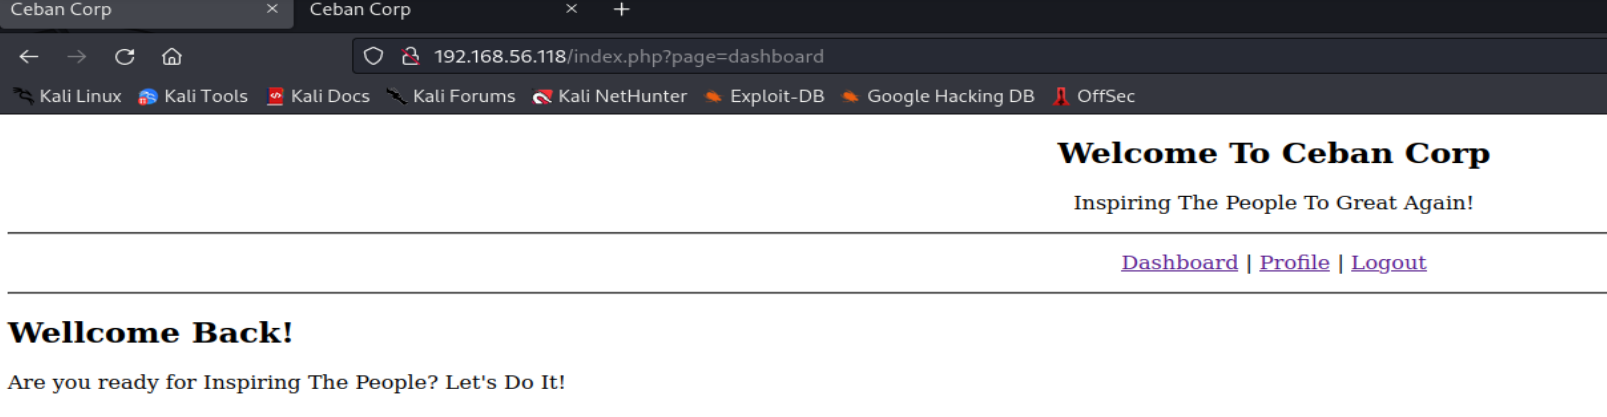 Ceban Corp × Ceban Corp × +
192.168.56.118/index.php?page=dashboard
Kali Linux Kali Tools Kali Docs Kali Forums Kali NetHunter Exploit-DB Google Hacking DB OffSec
Welcome To Ceban Corp
Inspiring The People To Great Again!
Dashboard | Profile | Logout
Wellcome Back!
Are you ready for Inspiring The People? Let's Do It!